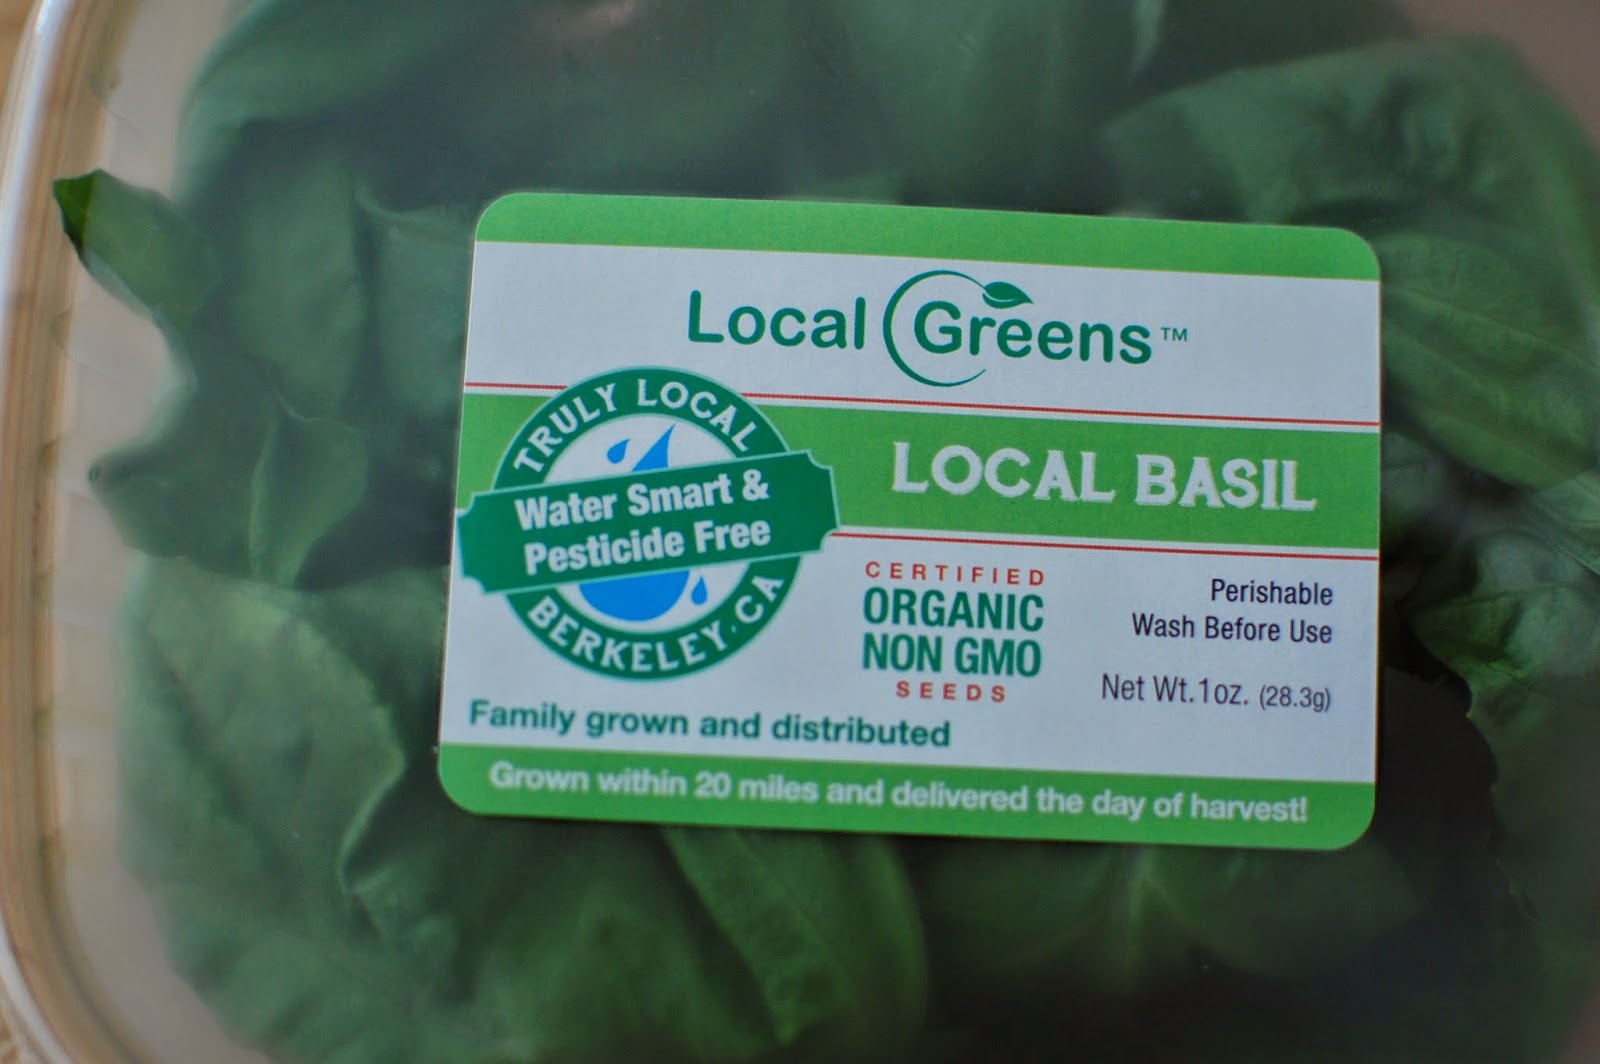 Local Greens™
TRULY LOCAL
Water Smart &
Pesticide Free
BERKELEY, CA
LOCAL BASIL
CERTIFIED
ORGANIC
NON GMO
SEEDS
Perishable
Wash Before Use
Net Wt. 1oz. (28.3g)
Family grown and distributed
Grown within 20 miles and delivered the day of harvest!